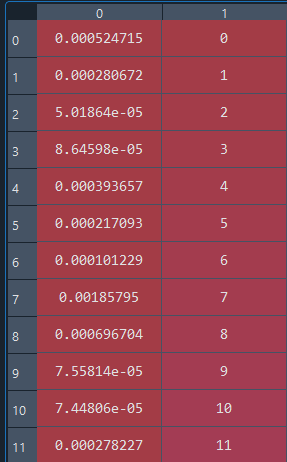 0 1
0 0.000524715 0
1 0.000280672 1
2 5.01864e-05 2
3 8.64598e-05 3
4 0.000393657 4
5 0.000217093 5
6 0.000101229 6
7 0.00185795 7
8 0.000696704 8
9 7.55814e-05 9
10 7.44806e-05 10
11 0.000278227 11